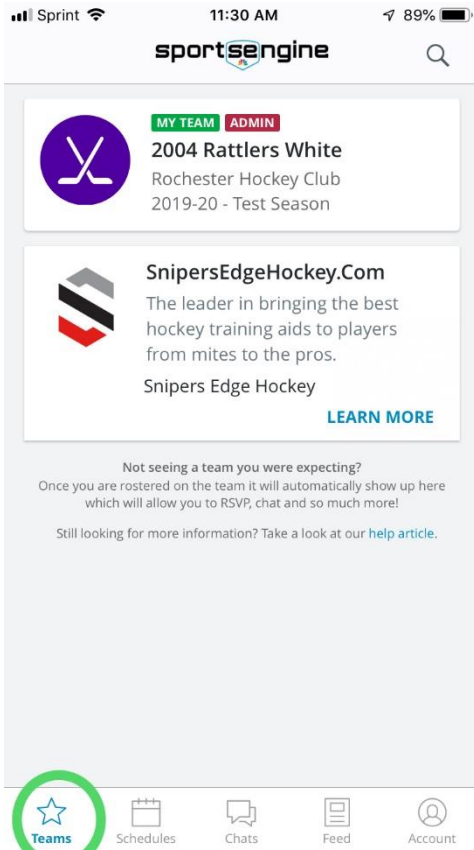 Sprint 11:30 AM 89%
sportsengine
MY TEAM ADMIN
2004 Rattlers White
Rochester Hockey Club
2019-20 - Test Season
SnipersEdgeHockey.Com
The leader in bringing the best
hockey training aids to players
from mites to the pros.
Snipers Edge Hockey
LEARN MORE
Not seeing a team you were expecting?
Once you are rostered on the team it will automatically show up here
which will allow you to RSVP, chat and so much more!
Still looking for more information? Take a look at our help article.
Teams Schedules Chats Feed Account